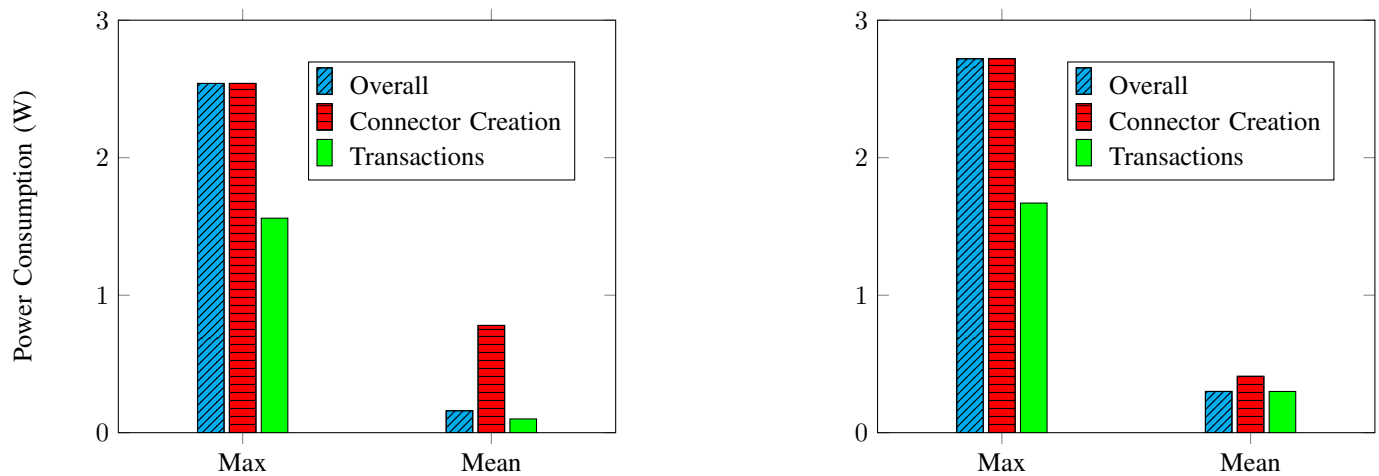 Power Consumption (W)
3
2
1
0
Overall
Connector Creation
Transactions
Max Mean
3
2
1
0
Overall
Connector Creation
Transactions
Max Mean